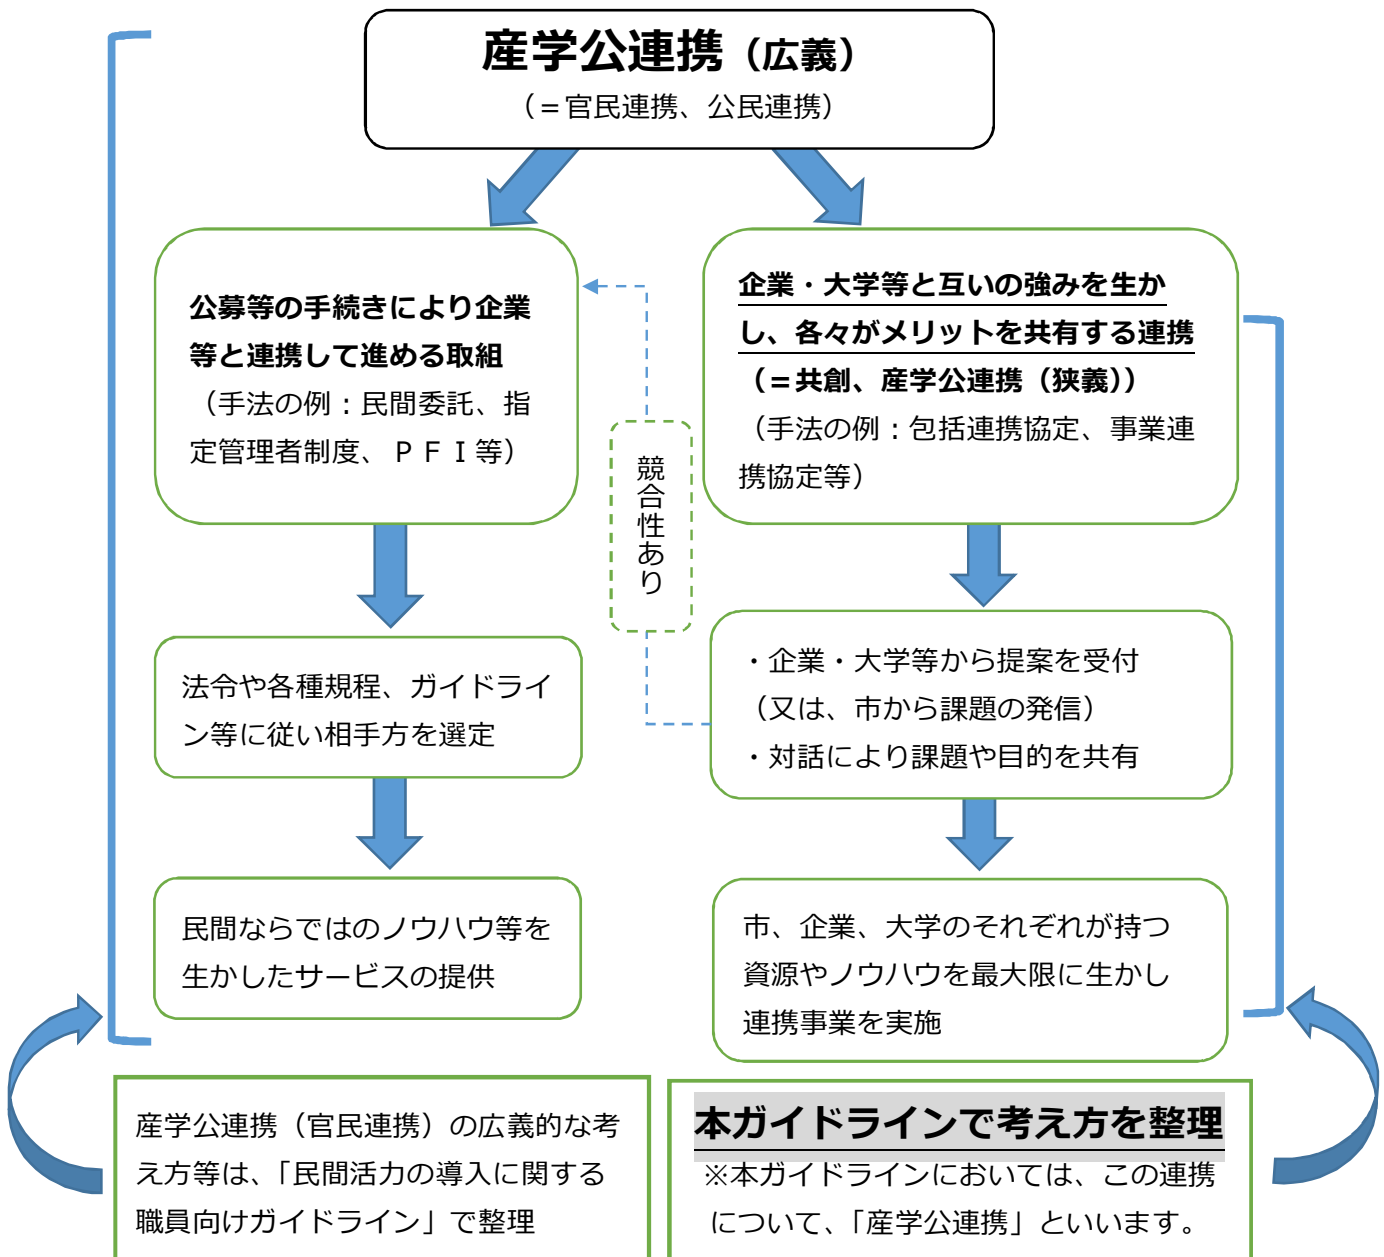 産学公連携（広義）
（＝官民連携、公民連携）
公募等の手続きにより企業
等と連携して進める取組
（手法の例：民間委託、指
定管理者制度、ＰＦＩ等）
企業・大学等と互いの強みを生か
し、各々がメリットを共有する連携
（＝共創、産学公連携（狭義））
（手法の例：包括連携協定、事業連
携協定等）
競合性あり
法令や各種規程、ガイドライ
ン等に従い相手方を選定
・企業・大学等から提案を受付
（又は、市から課題の発信）
・対話により課題や目的を共有
民間ならではのノウハウ等を
生かしたサービスの提供
市、企業、大学のそれぞれが持つ
資源やノウハウを最大限に生かし
連携事業を実施
産学公連携（官民連携）の広義的な考
え方等は、「民間活力の導入に関する
職員向けガイドライン」で整理
本ガイドラインで考え方を整理
※本ガイドラインにおいては、この連携
について、「産学公連携」といいます。